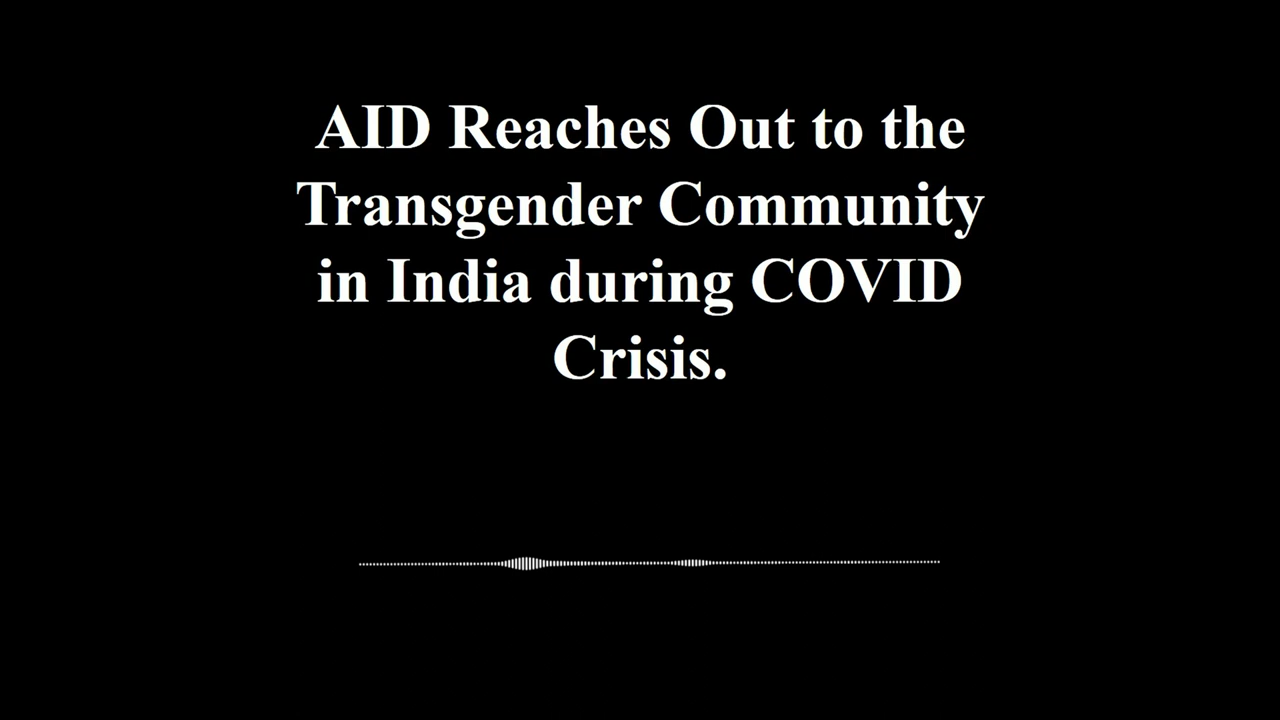 AID Reaches Out to the
Transgender Community
in India during COVID
Crisis.